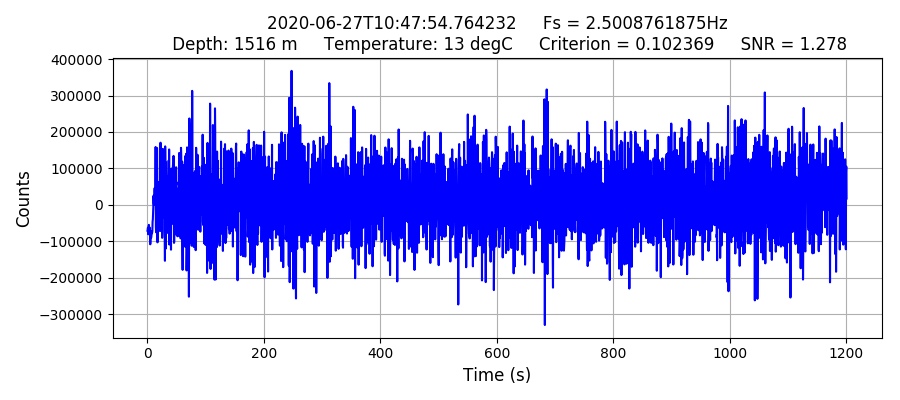 2020-06-27T10:47:54.764232 Fs = 2.5008761875Hz
Depth: 1516 m Temperature: 13 degC Criterion = 0.102369 SNR = 1.278
400000
300000
200000
100000
0
−100000
−200000
−300000
Counts
0 200 400 600 800 1000 1200
Time (s)